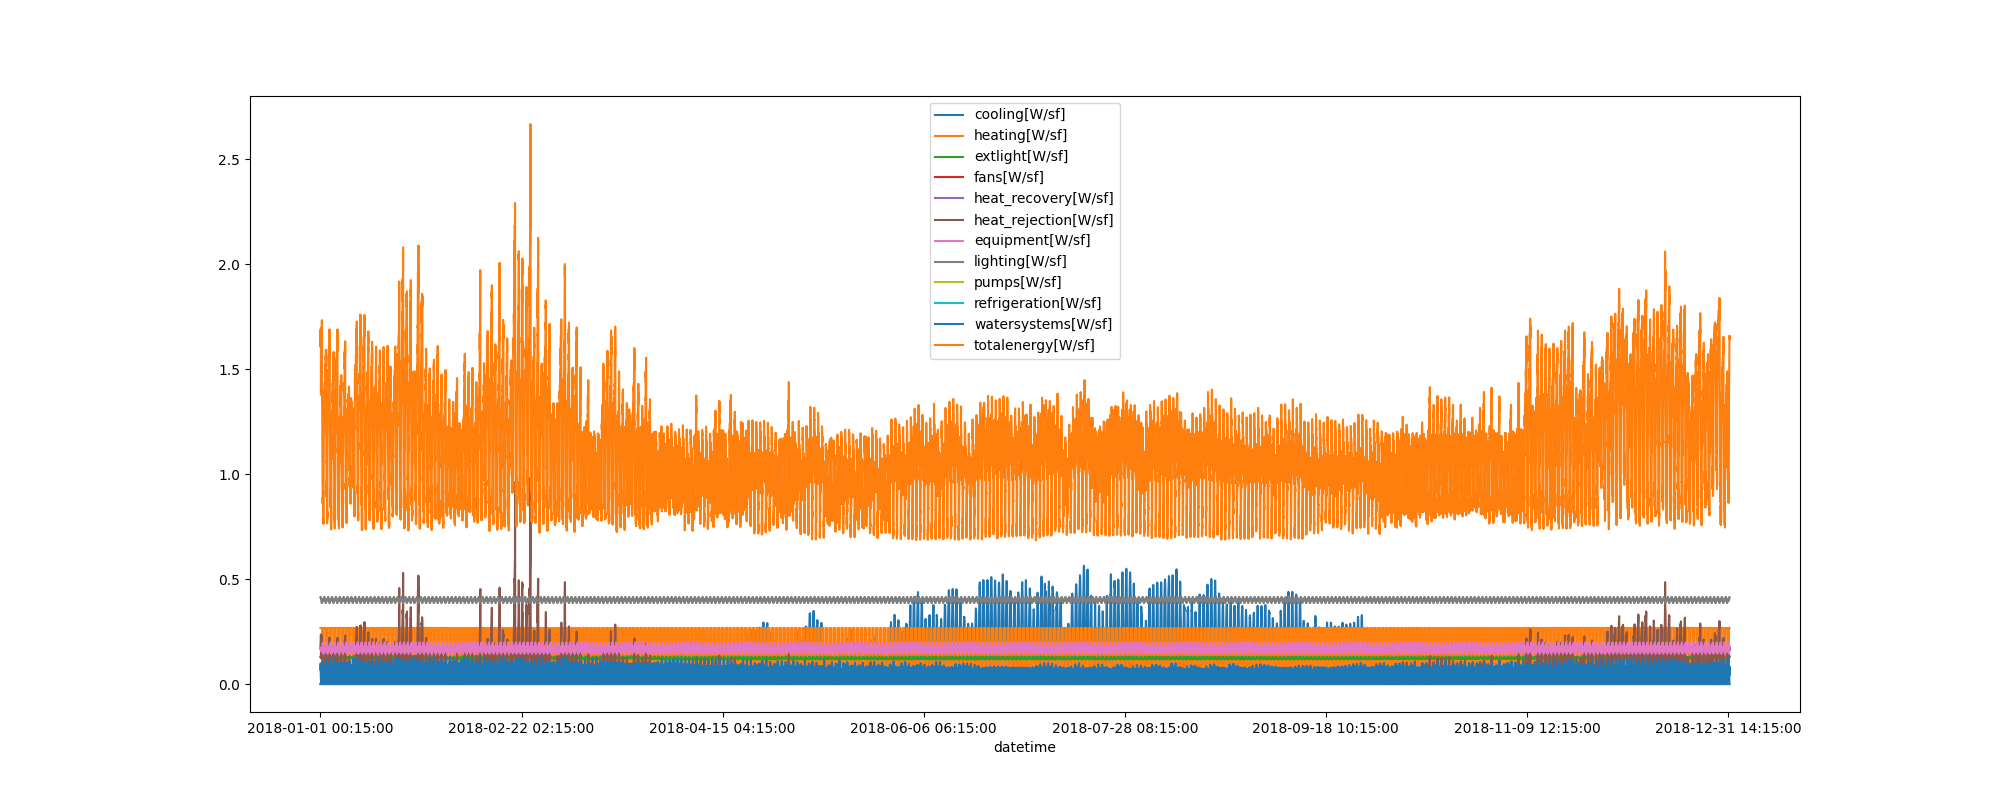 cooling[W/sf]
heating[W/sf]
extlight[W/sf]
fans[W/sf]
heat_recovery[W/sf]
heat_rejection[W/sf]
equipment[W/sf]
lighting[W/sf]
pumps[W/sf]
refrigeration[W/sf]
watersystems[W/sf]
totalenergy[W/sf]
2.5
2.0
1.5
1.0
0.5
0.0
2018-01-01 00:15:00 2018-02-22 02:15:00 2018-04-15 04:15:00 2018-06-06 06:15:00 2018-07-28 08:15:00 2018-09-18 10:15:00 2018-11-09 12:15:00 2018-12-31 14:15:00
datetime